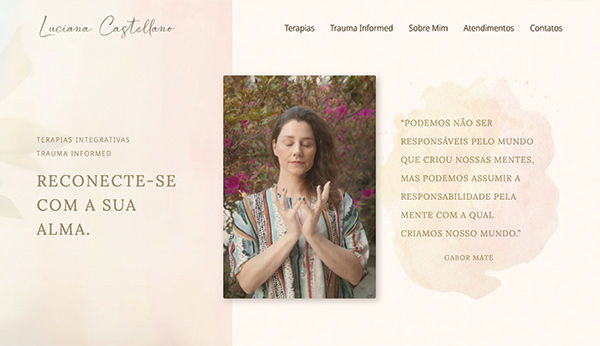 Luciana Castellano
Terapias Trauma Informed Sobre Mim Atendimentos Contatos
TERAPIAS INTEGRATIVAS
TRAUMA INFORMED
RECONECTE-SE
COM A SUA
ALMA.
“PODEMOS NÃO SER
RESPONSÁVEIS PELO MUNDO
QUE CRIOU NOSSAS MENTES,
MAS PODEMOS ASSUMIR A
RESPONSABILIDADE PELA
MENTE COM A QUAL
CRIAMOS NOSSO MUNDO.”
GABOR MATE